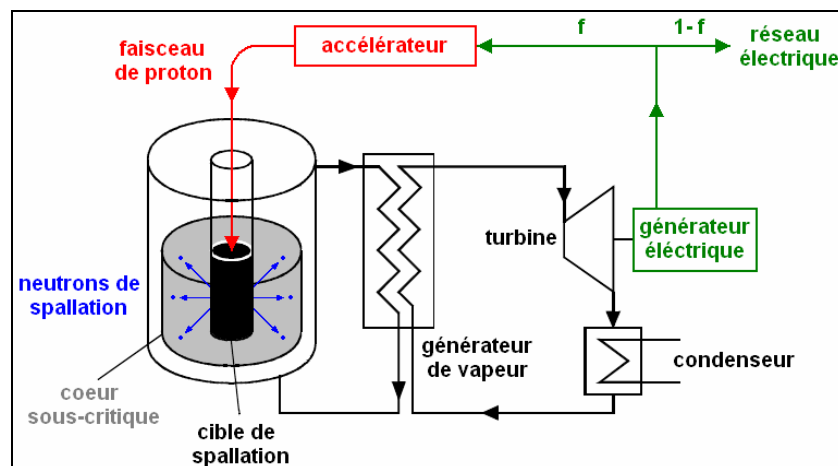 f
1- f
faisceau
de proton
accélérateur
réseau
électrique
turbine
générateur
éléctrique
neutrons de
spallation
générateur
de vapeur
condenseur
coeur
sous-critique
cible de
spallation